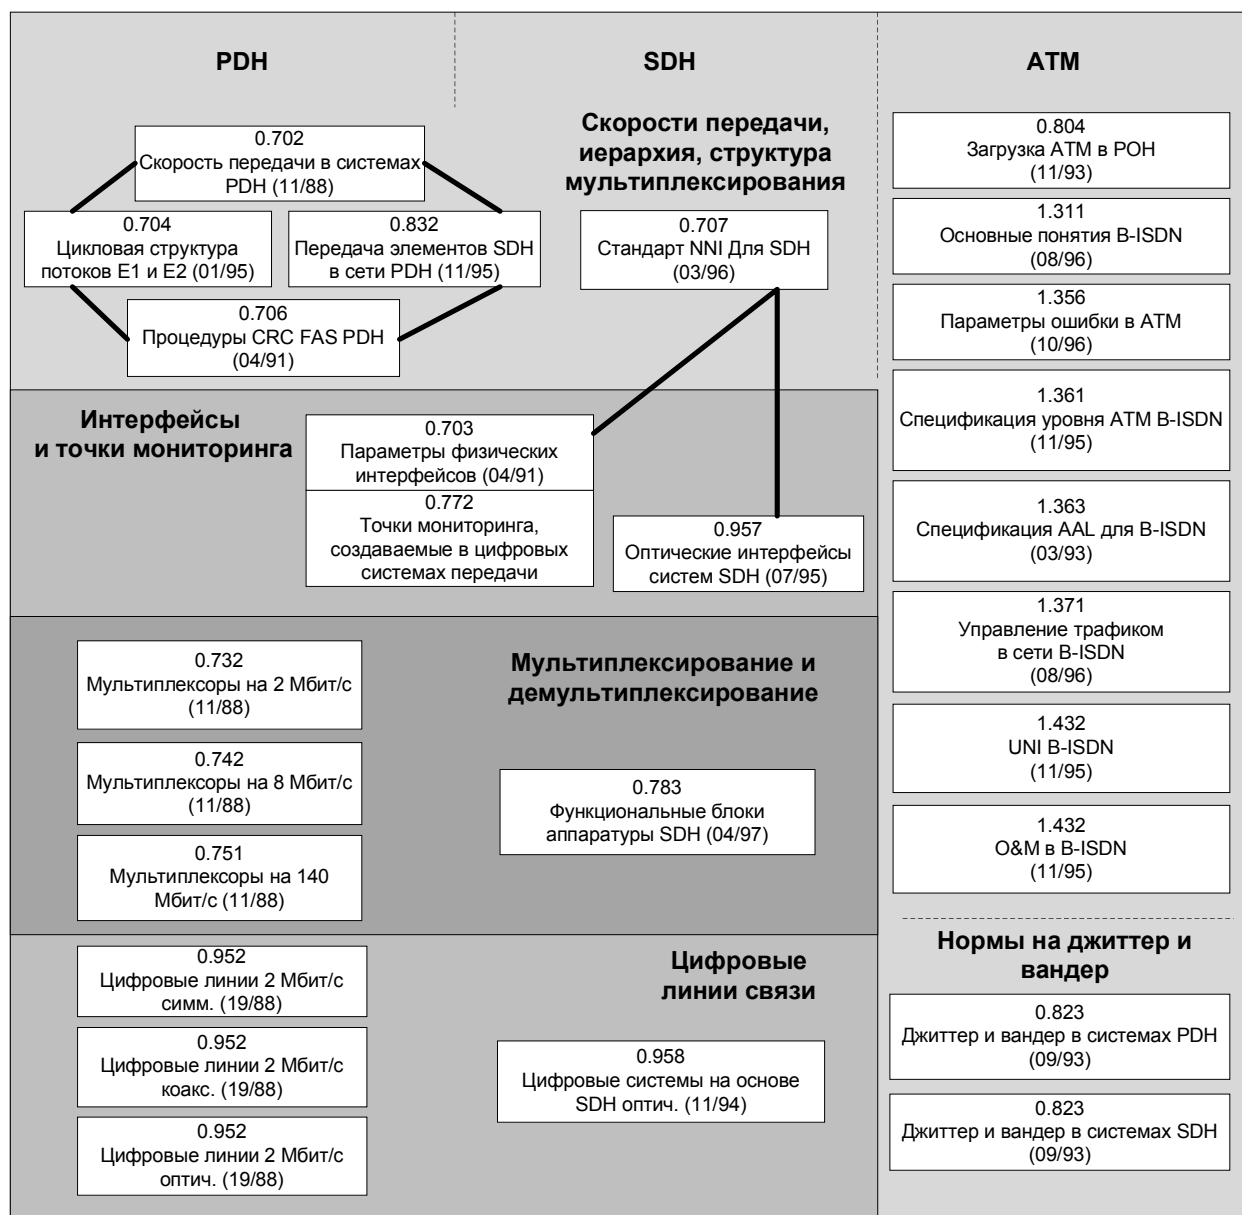 PDH
SDH
ATM
Скорости передачи,
иерархия, структура
мультиплексирования
0.702
Скорость передачи в системах
PDH (11/88)
0.704
Цикловая структура
потоков E1 и E2 (01/95)
0.832
Передача элементов SDH
в сети PDH (11/95)
0.706
Процедуры CRC FAS PDH
(04/91)
0.707
Стандарт NNI Для SDH
(03/96)
Интерфейсы
и точки мониторинга
0.703
Параметры физических
интерфейсов (04/91)
0.772
Точки мониторинга,
создаваемые в цифровых
системах передачи
0.957
Оптические интерфейсы
систем SDH (07/95)
Мультиплексирование и
демультиплексирование
0.732
Мультиплексоры на 2 Мбит/с
(11/88)
0.742
Мультиплексоры на 8 Мбит/с
(11/88)
0.751
Мультиплексоры на 140
Мбит/с (11/88)
0.783
Функциональные блоки
аппаратуры SDH (04/97)
Цифровые
линии связи
0.952
Цифровые линии 2 Мбит/с
симм. (19/88)
0.952
Цифровые линии 2 Мбит/с
коакс. (19/88)
0.952
Цифровые линии 2 Мбит/с
оптич. (19/88)
0.958
Цифровые системы на основе
SDH оптич. (11/94)
0.804
Загрузка ATM в POH
(11/93)
1.311
Основные понятия B-ISDN
(08/96)
1.356
Параметры ошибки в ATM
(10/96)
1.361
Спецификация уровня ATM B-ISDN
(11/95)
1.363
Спецификация AAL для B-ISDN
(03/93)
1.371
Управление трафиком
в сети B-ISDN
(08/96)
1.432
UNI B-ISDN
(11/95)
1.432
O&M в B-ISDN
(11/95)
Нормы на джиттер и
вандер
0.823
Джиттер и вандер в системах PDH
(09/93)
0.823
Джиттер и вандер в системах SDH
(09/93)